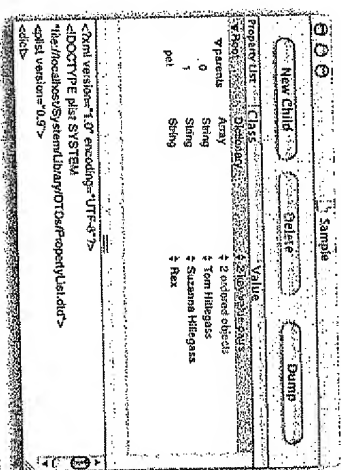 Sample
New Child Delete Dump
Property List Class Value
Root Dictionary 2 key/value pairs
parents Array 2 ordered objects
0 String Tom Hillegass
1 String Suzanne Hillegass
pet String Rex
<?xml version="1.0" encoding="UTF-8"?>
<!DOCTYPE plist SYSTEM
"file://localhost/System/Library/DTDs/PropertyList.dtd">
<plist version="0.9">
<dict>